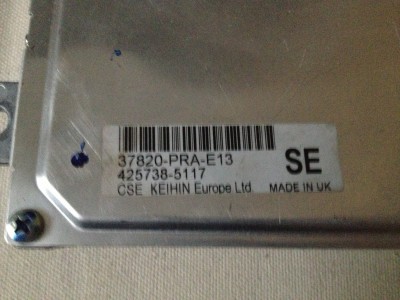 37820-PRA-E13
425738-5117
CSE KEIHIN Europe Ltd.
SE
MADE IN UK